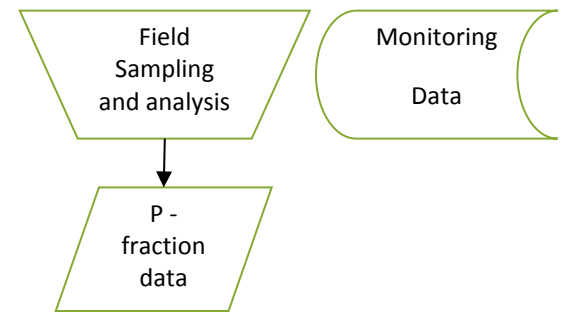 Field
Sampling
and analysis
Monitoring
Data
P -
fraction
data